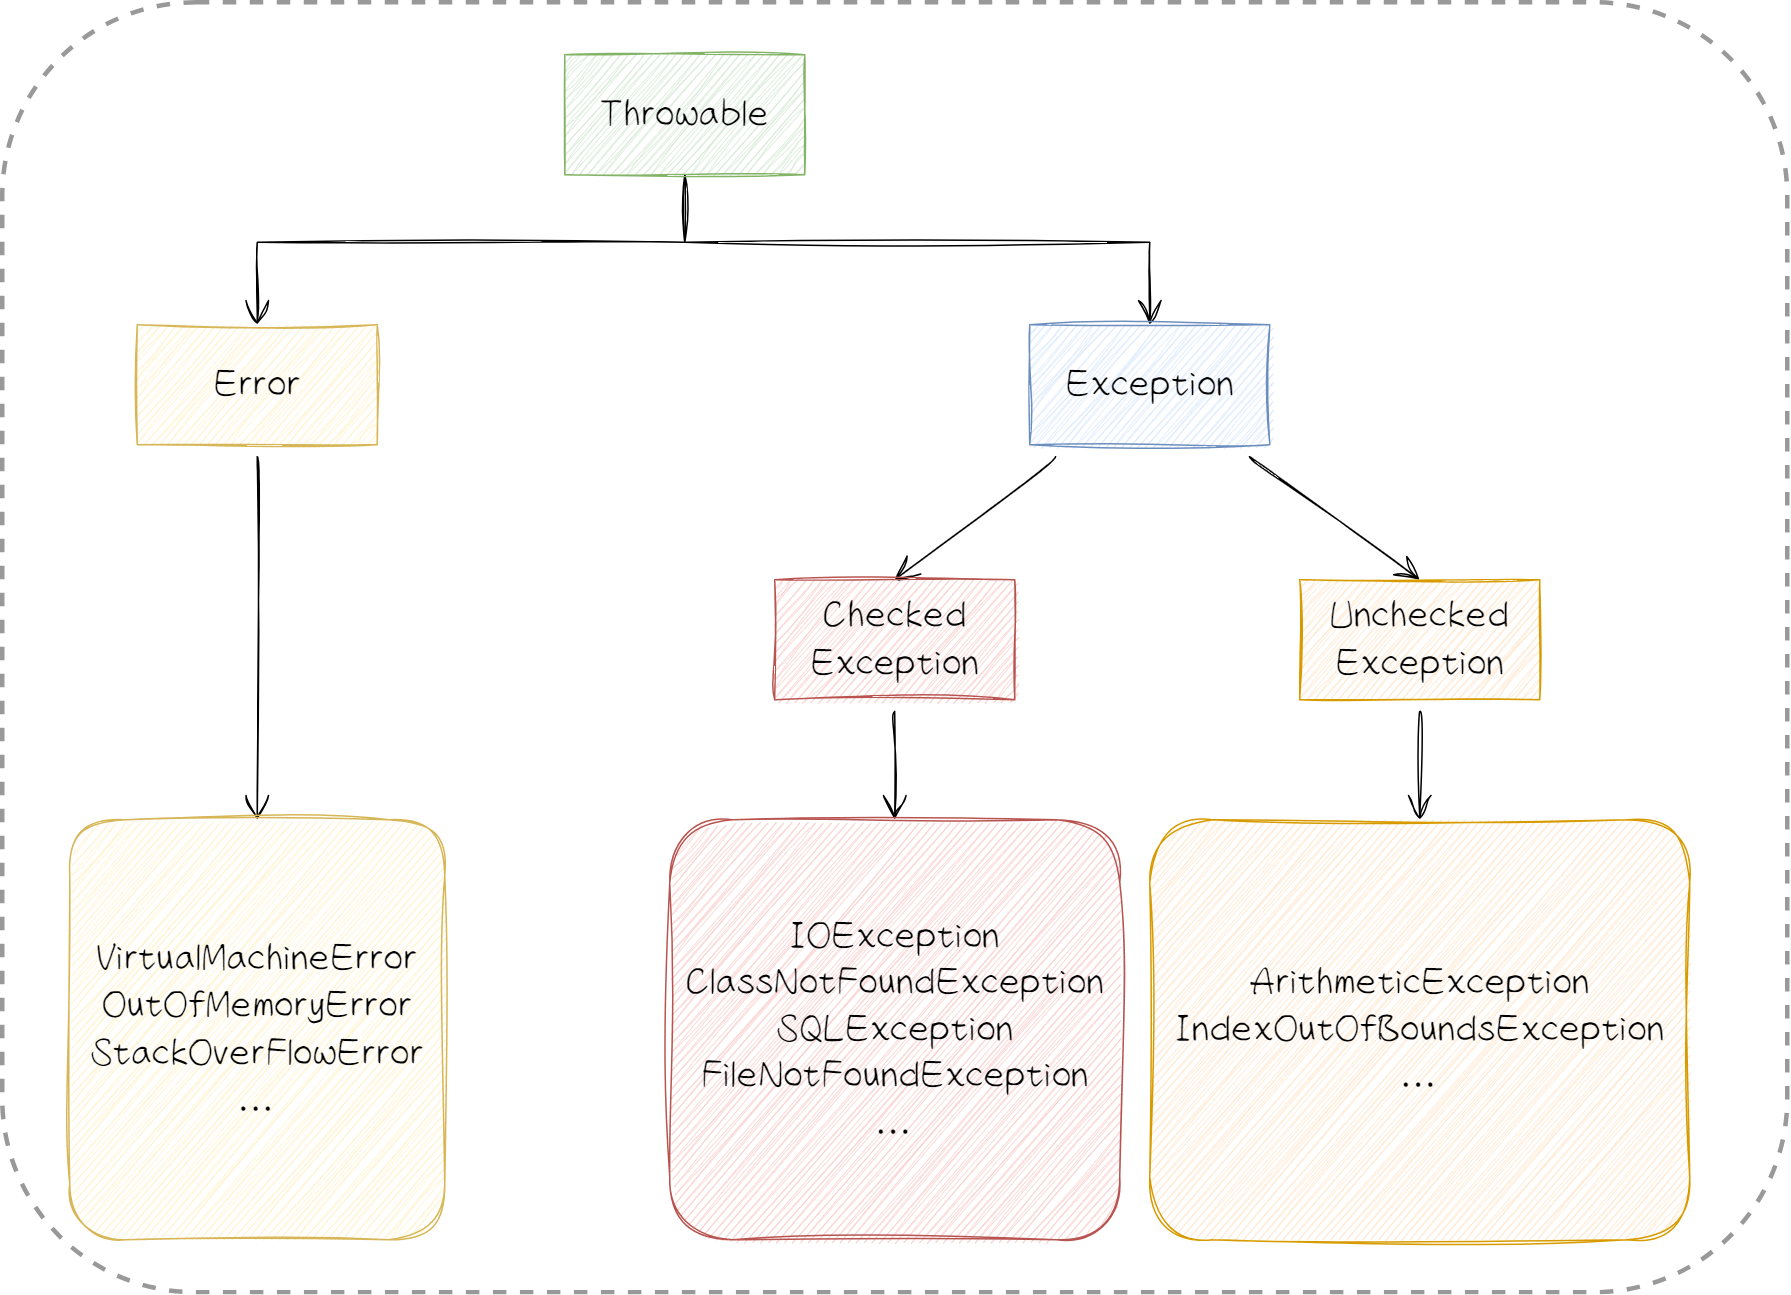 Throwable
Error
Exception
Checked
Exception
Unchecked
Exception
VirtualMachineError
OutOfMemoryError
StackOverFlowError
...
IOException
ClassNotFoundException
SQLException
FileNotFoundException
...
ArithmeticException
IndexOutOfBoundsException
...